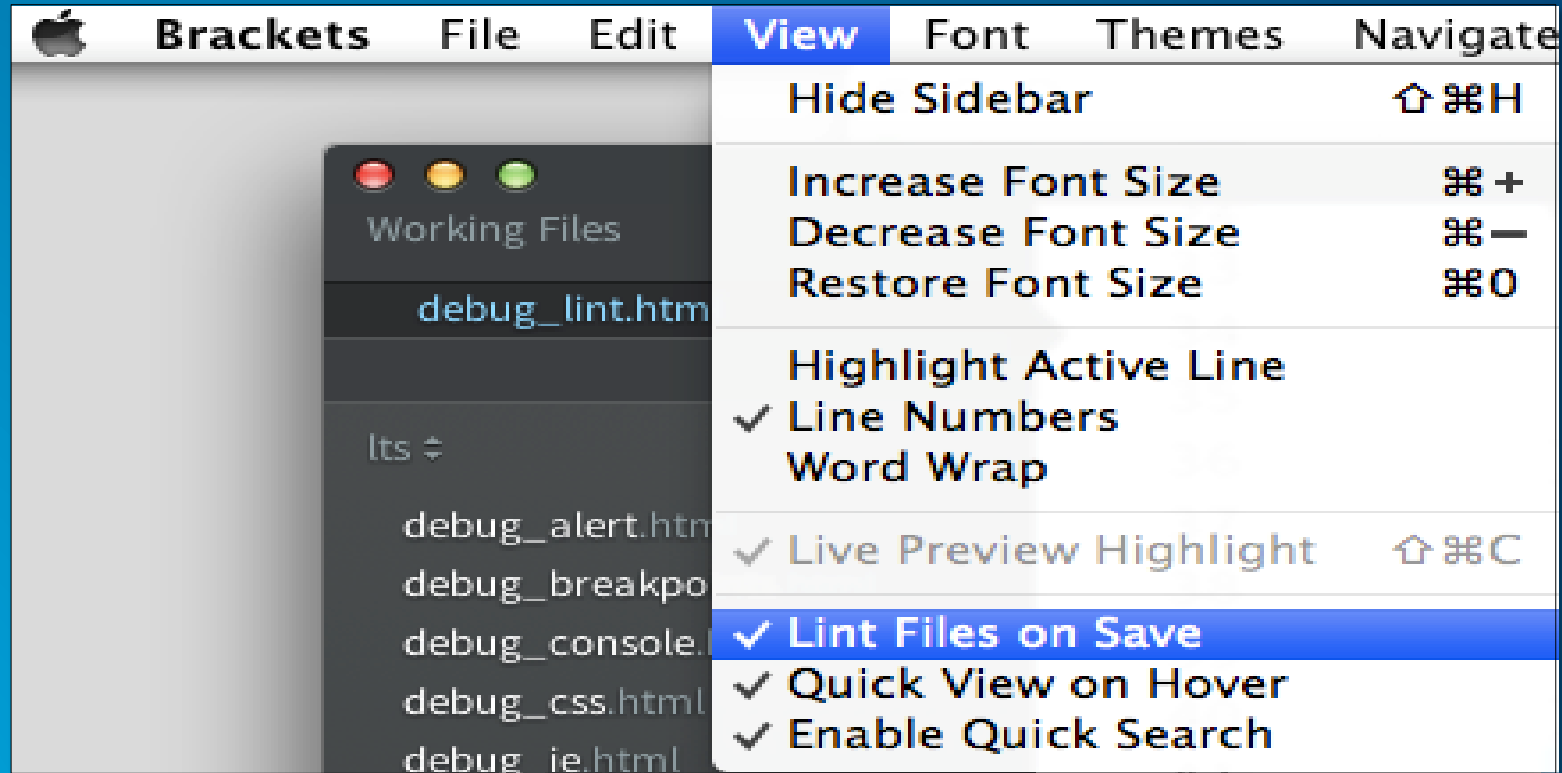 Brackets File Edit View Font Themes Navigate
Hide Sidebar ⇧⌘H
Increase Font Size ⌘+
Decrease Font Size ⌘—
Restore Font Size ⌘0
Highlight Active Line
✓ Line Numbers
Word Wrap
✓ Live Preview Highlight ⇧⌘C
✓ Lint Files on Save
✓ Quick View on Hover
✓ Enable Quick Search
Working Files
debug_lint.htm
lts
debug_alert.htm
debug_breakpo
debug_console.
debug_css.html
debug_ie.html